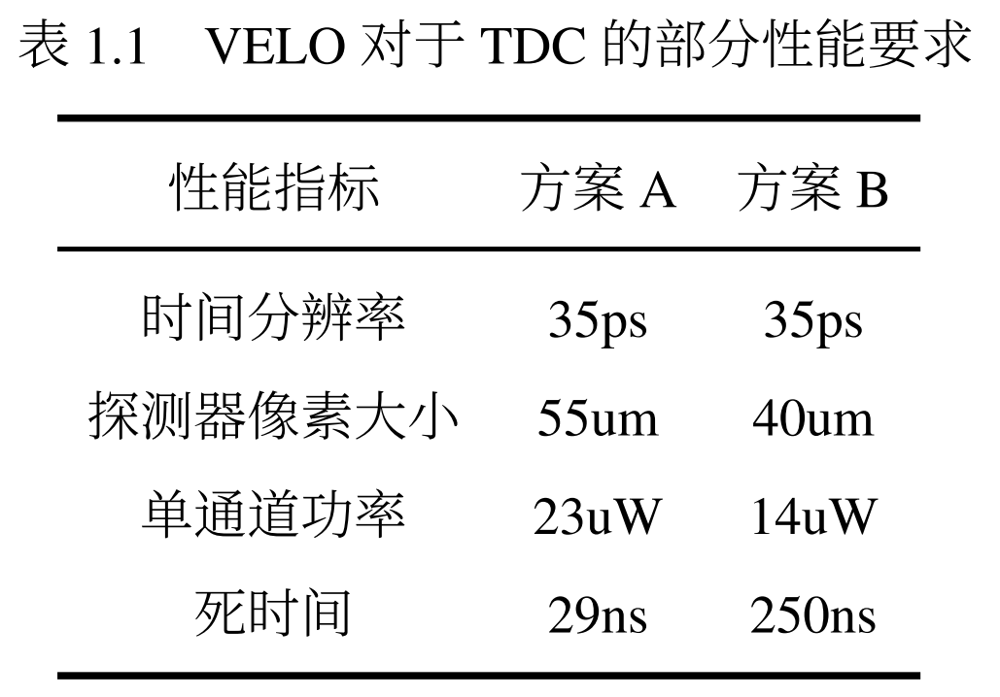 表 1.1 VELO 对于 TDC 的部分性能要求
性能指标 方案 A 方案 B
时间分辨率 35ps 35ps
探测器像素大小 55um 40um
单通道功率 23uW 14uW
死时间 29ns 250ns